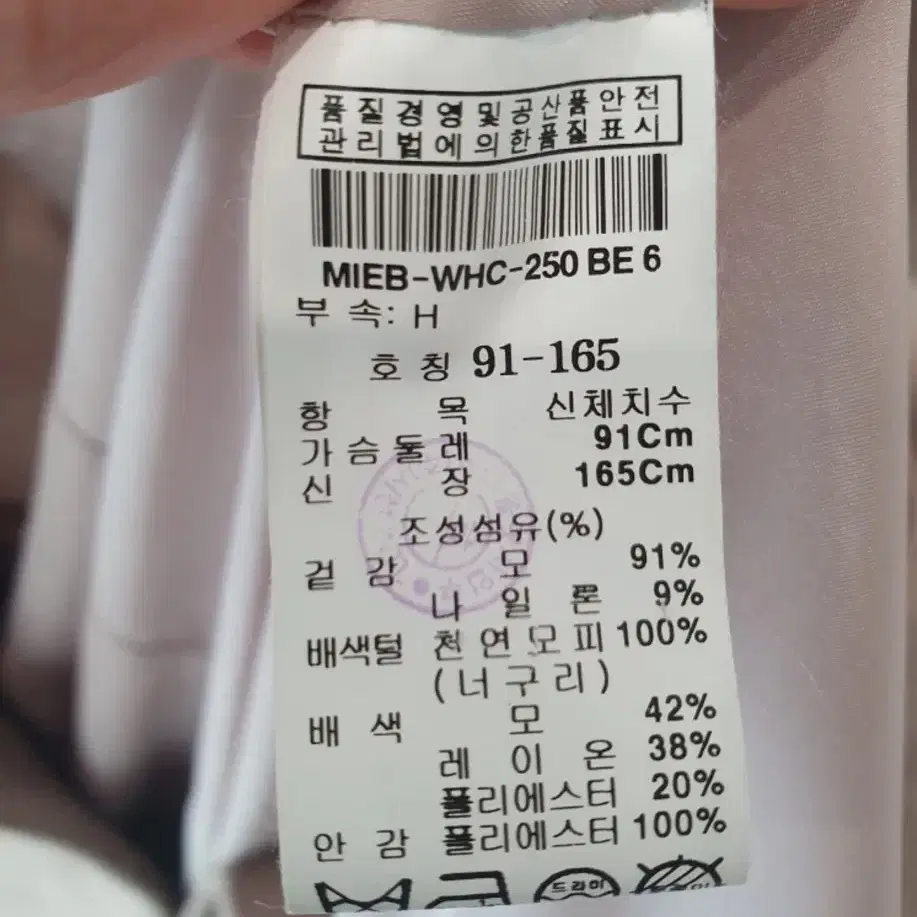 품질경영및공산품안전
관리법에의한품질표시
MIEB-WHC-250 BE 6
부 속: H
호 칭 91-165
항 목 신체치수
가슴둘레 91Cm
신 장 165Cm
조성섬유(%)
겉 감 모 91%
나 일 론 9%
배색털 천연모피 100%
(너구리)
배 색 모 42%
레 이 온 38%
폴리에스터 20%
안 감 폴리에스터 100%
드라이